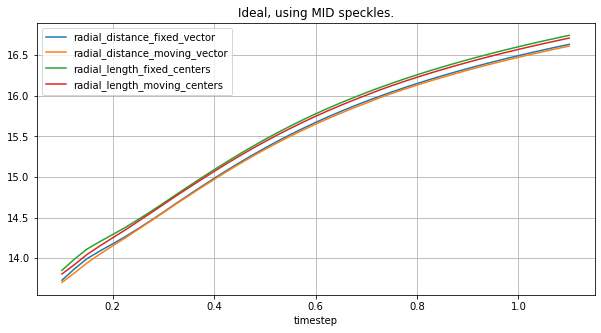 Ideal, using MID speckles.
radial_distance_fixed_vector
radial_distance_moving_vector
radial_length_fixed_centers
radial_length_moving_centers
16.5
16.0
15.5
15.0
14.5
14.0
0.2 0.4 0.6 0.8 1.0
timestep